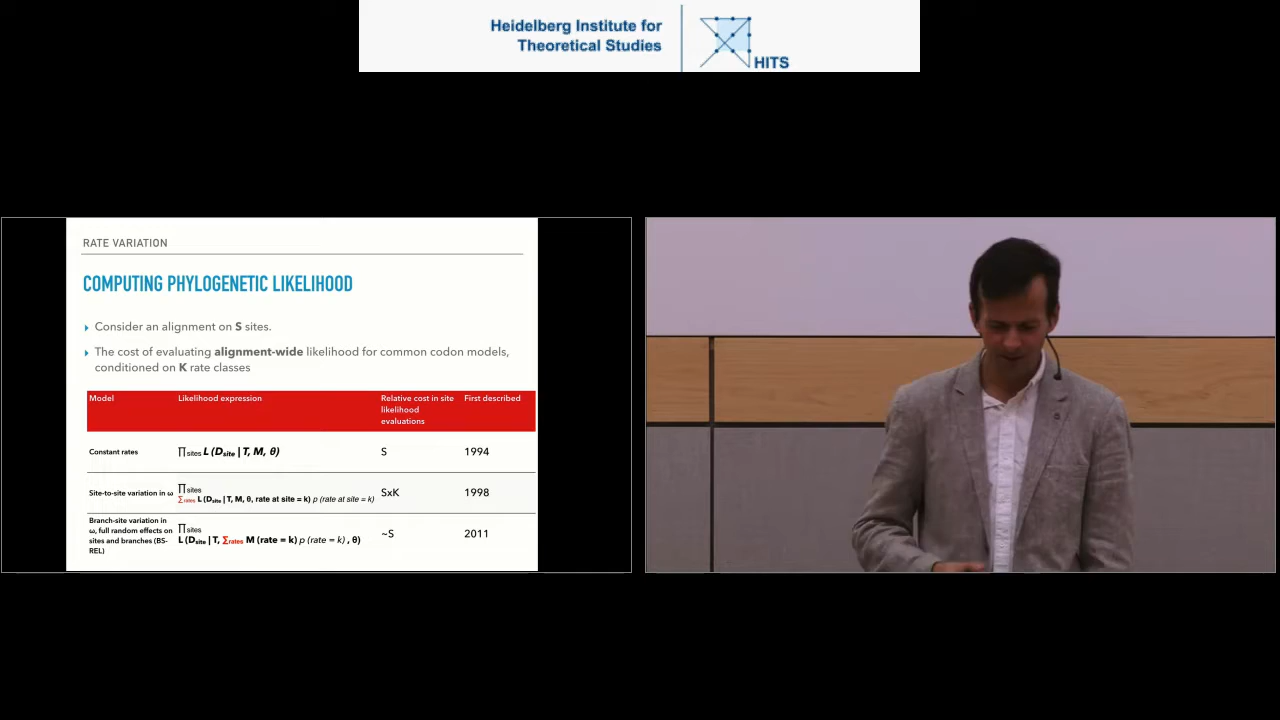 Heidelberg Institute for
Theoretical Studies
HITS
RATE VARIATION
COMPUTING PHYLOGENETIC LIKELIHOOD
Consider an alignment on S sites.
The cost of evaluating alignment-wide likelihood for common codon models,
conditioned on K rate classes
Model Likelihood expression Relative cost in site likelihood evaluations First described
Constant rates ∏sites L (Dsite | T, M, θ) S 1994
Site-to-site variation in ω ∏sites ∑rates L (Dsite | T, M, θ, rate at site = k) p (rate at site = k) SxK 1998
Branch-site variation in ω, full random effects on sites and branches (BS-REL) ∏sites L (Dsite | T, ∑rates M (rate = k) p (rate = k) , θ) ~S 2011